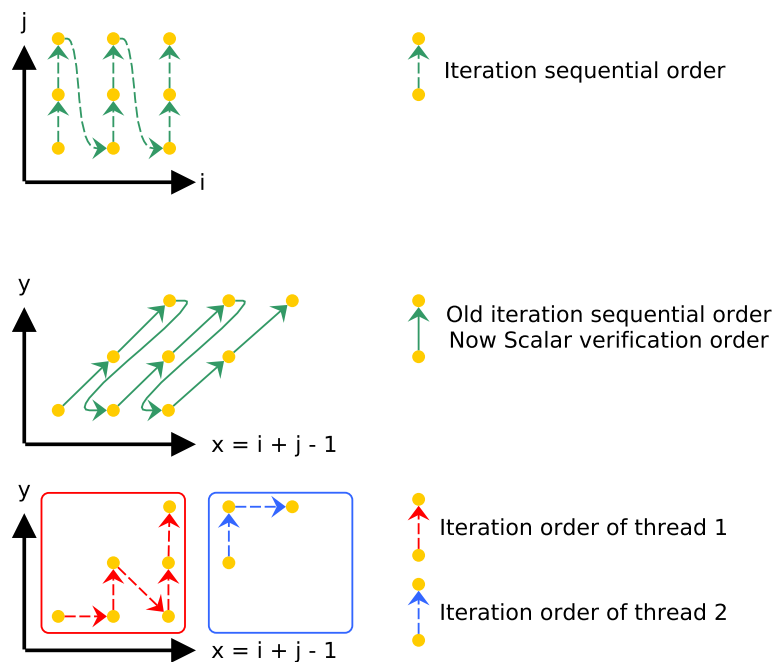 j
Iteration sequential order
i
y
Old iteration sequential order
Now Scalar verification order
x = i + j - 1
y
Iteration order of thread 1
Iteration order of thread 2
x = i + j - 1